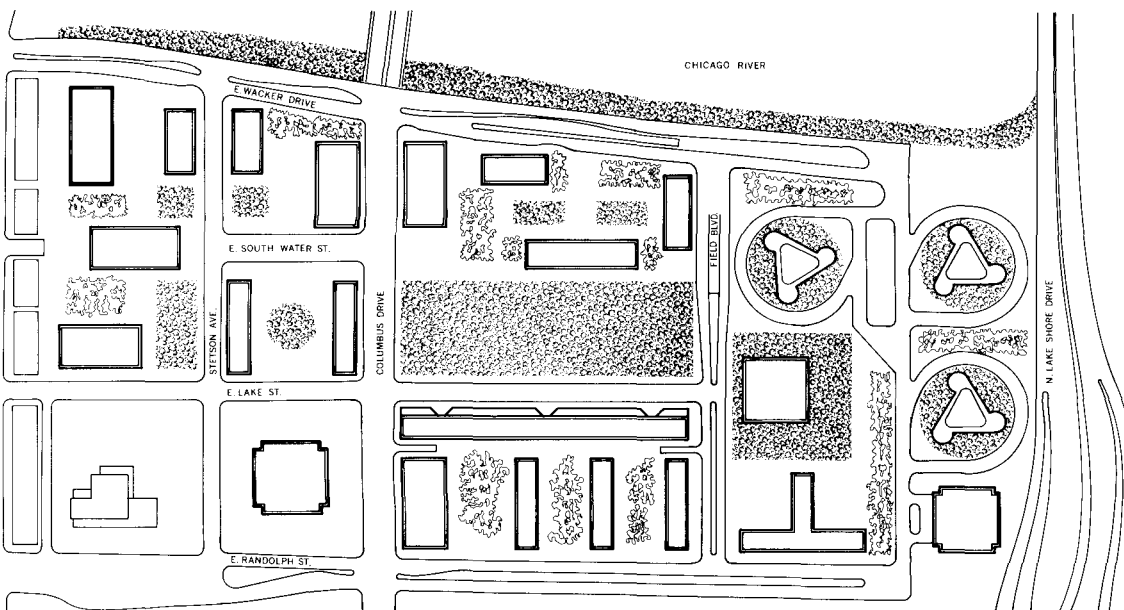 CHICAGO RIVER
E. WACKER DRIVE
E. SOUTH WATER ST.
FIELD BLVD.
STETSON AVE.
COLUMBUS DRIVE
N. LAKE SHORE DRIVE
E. LAKE ST.
E. RANDOLPH ST.